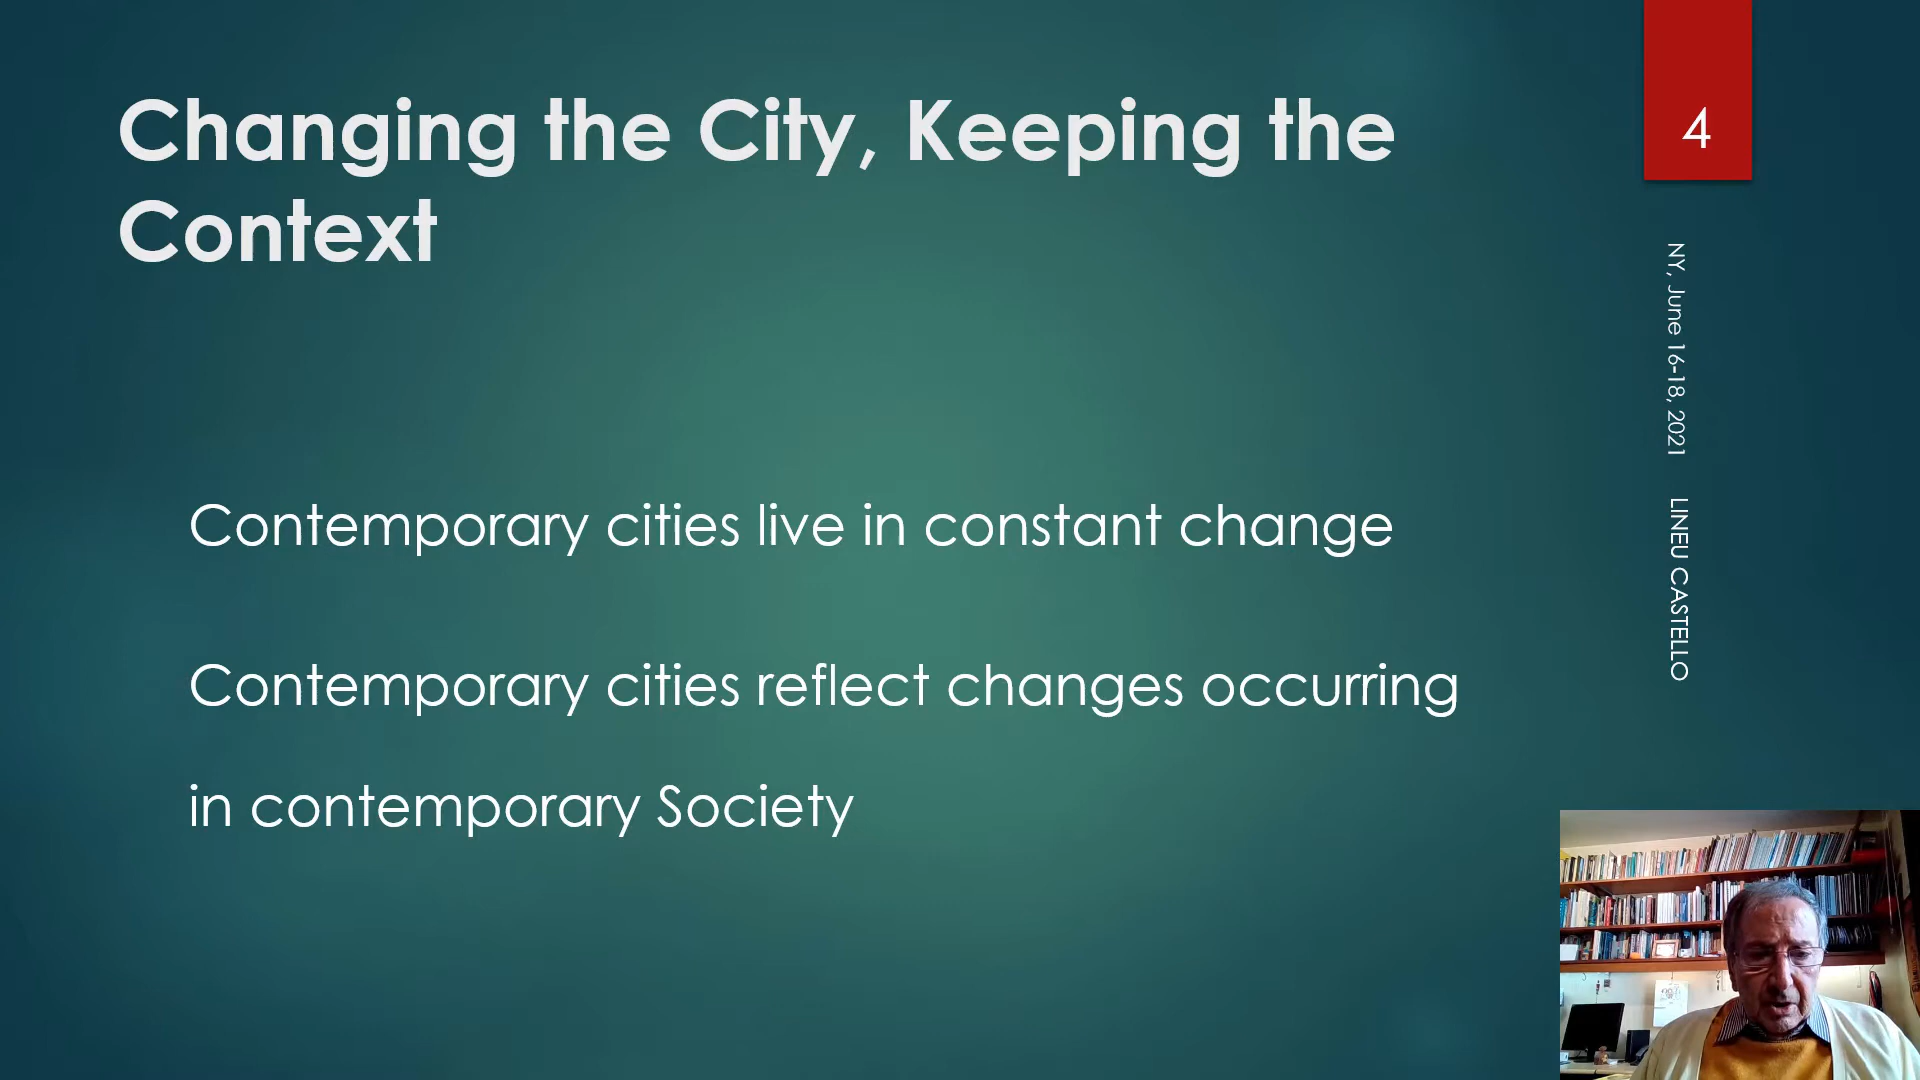 Changing the City, Keeping the
Context
4
NY, June 16-18, 2021 LINEU CASTELLO
Contemporary cities live in constant change
Contemporary cities reflect changes occurring
in contemporary Society